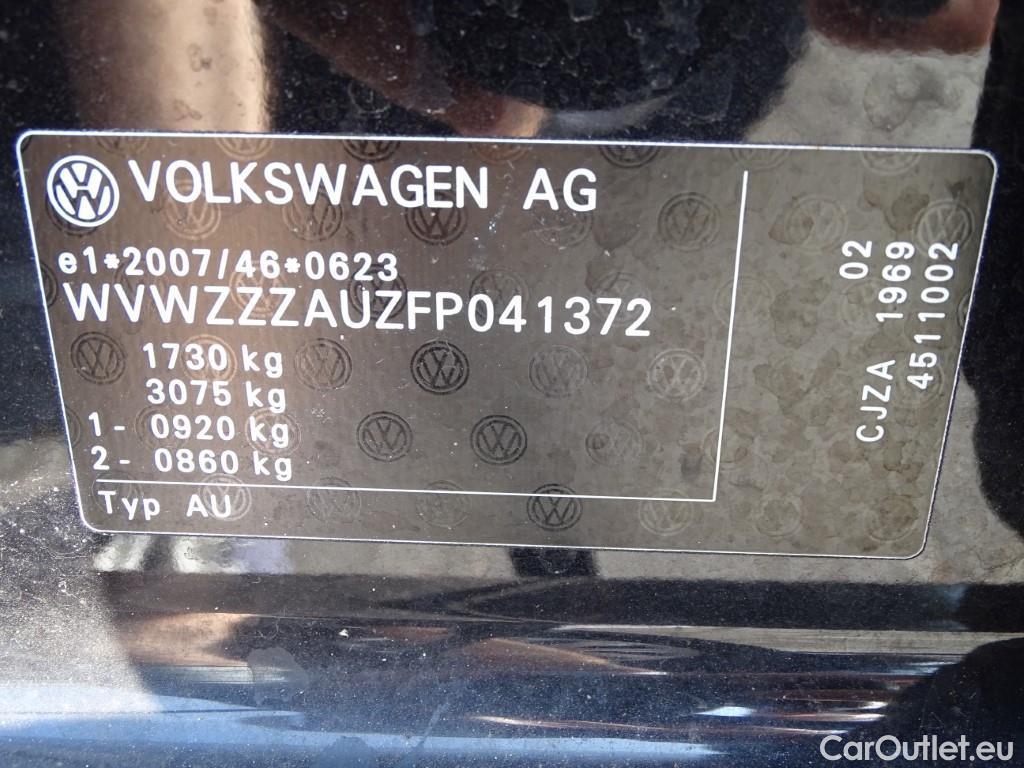 VOLKSWAGEN AG
e1*2007/46*0623
WVWZZZAUZFP041372
1730 kg
3075 kg
1- 0920 kg
2- 0860 kg
Typ AU
02
CJZA 1969
4511002
CarOutlet.eu